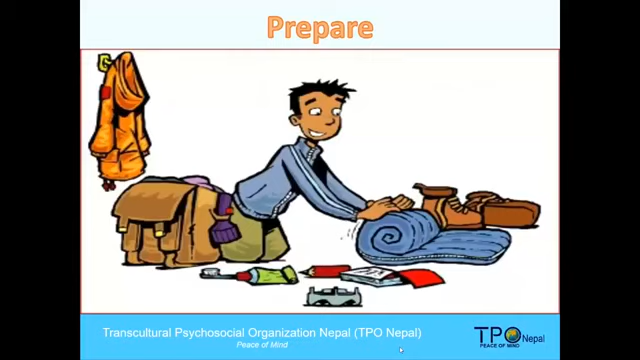 Prepare
Transcultural Psychosocial Organization Nepal (TPO Nepal)
Peace of Mind
TPO Nepal
PEACE OF MIND